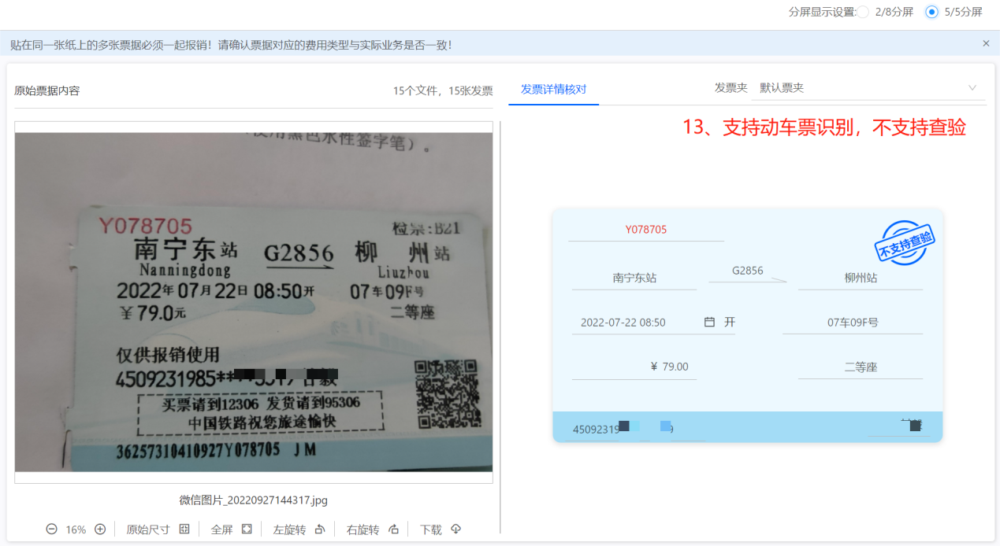 分屏显示设置: 2/8分屏 5/5分屏
贴在同一张纸上的多张票据必须一起报销！请确认票据对应的费用类型与实际业务是否一致！
原始票据内容
15个文件，15张发票
使用黑色水性签字笔）。
Y078705
检票:B21
南宁东站 G2856 柳州站
Nanningdong Liuzhou
2022年07月22日08:50开 07车09F号
￥79.0元 二等座
仅供报销使用
4509231985**
买票请到12306 发货请到95306
中国铁路祝您旅途愉快
36257310410927Y078705 JM
微信图片_20220927144317.jpg
16% 原始尺寸 全屏 左旋转 右旋转 下载
发票详情核对
发票夹 默认票夹
13、支持动车票识别，不支持查验
Y078705
不支持查验
南宁东站 G2856 柳州站
2022-07-22 08:50 开 07车09F号
￥ 79.00 二等座
45092319